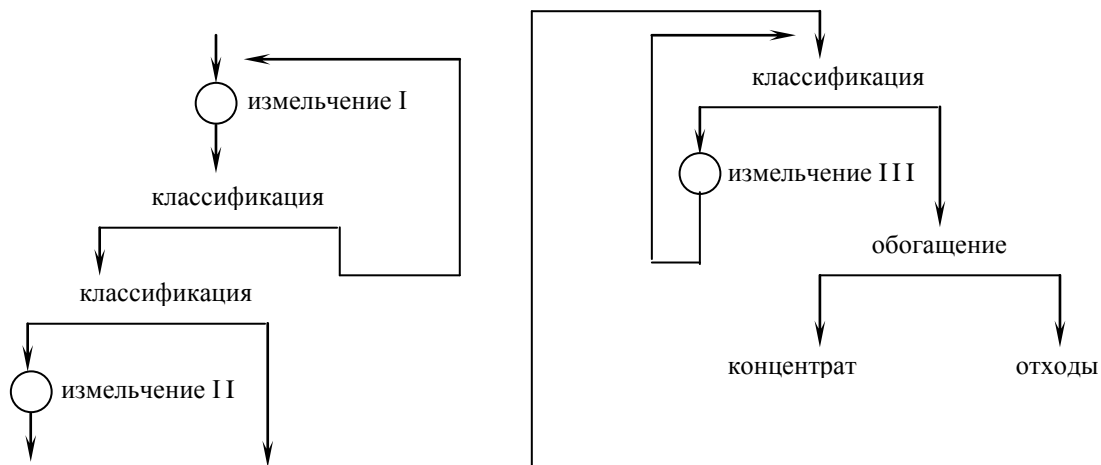 измельчение I
классификация
классификация
измельчение II
классификация
измельчение III
обогащение
концентрат
отходы